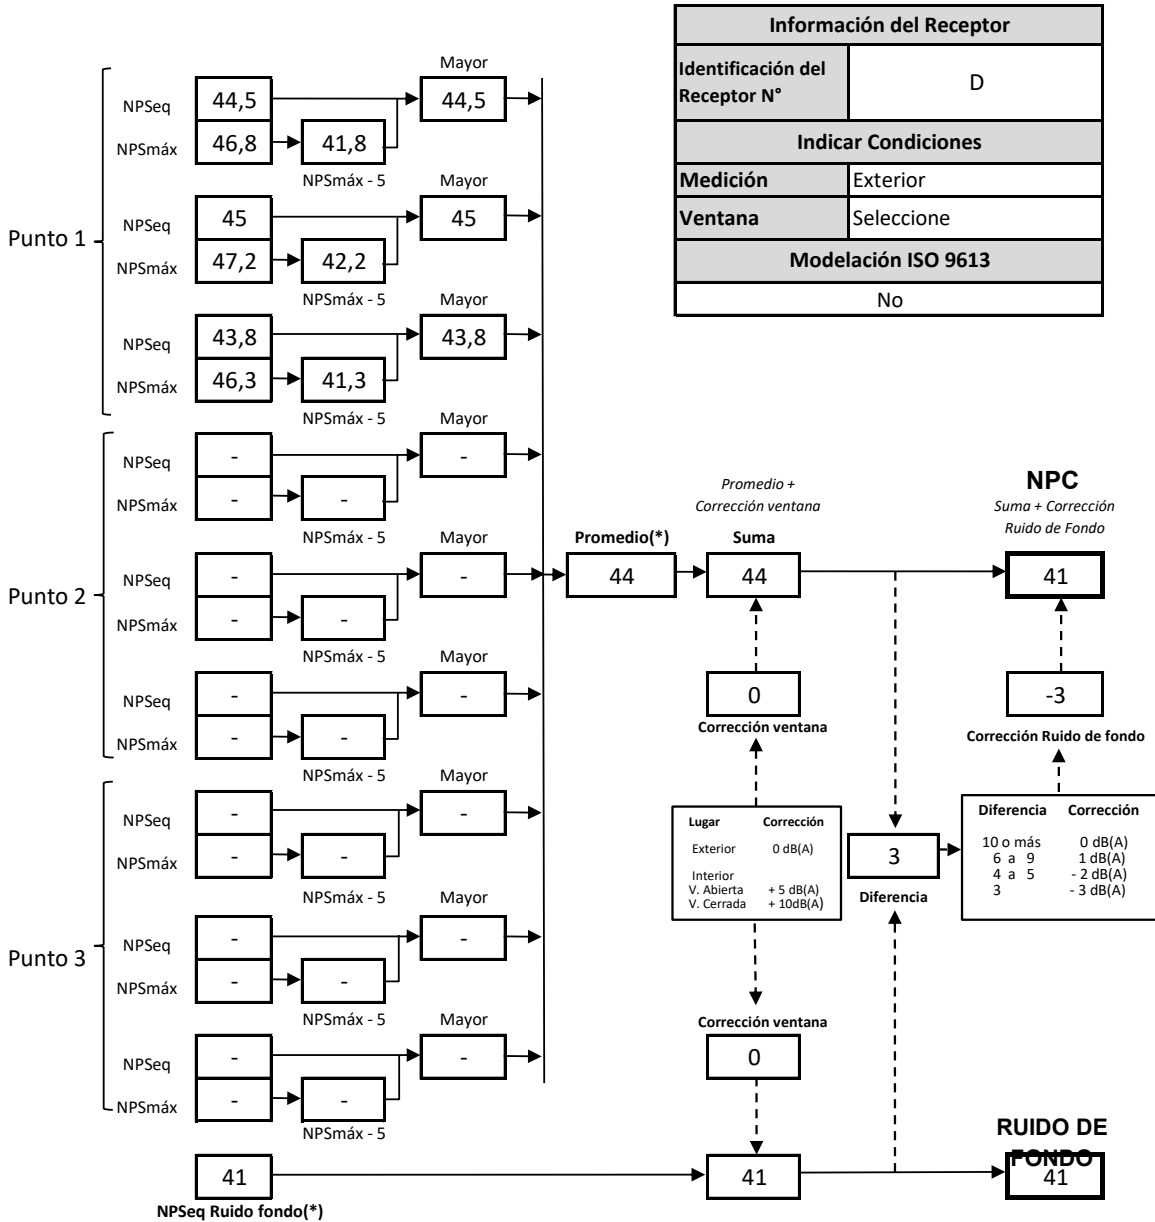 Información del Receptor
Identificación del Receptor N°
D
Indicar Condiciones
Medición
Exterior
Ventana
Seleccione
Modelación ISO 9613
No
Punto 1
Mayor
NPSeq
44,5
44,5
NPSmáx
46,8
41,8
NPSmáx - 5
Mayor
NPSeq
45
45
NPSmáx
47,2
42,2
NPSmáx - 5
Mayor
NPSeq
43,8
43,8
NPSmáx
46,3
41,3
NPSmáx - 5
Punto 2
Mayor
NPSeq
-
-
NPSmáx
-
-
NPSmáx - 5
Mayor
NPSeq
-
-
NPSmáx
-
-
NPSmáx - 5
Mayor
NPSeq
-
-
NPSmáx
-
-
NPSmáx - 5
Punto 3
Mayor
NPSeq
-
-
NPSmáx
-
-
NPSmáx - 5
Mayor
NPSeq
-
-
NPSmáx
-
-
NPSmáx - 5
Mayor
NPSeq
-
-
NPSmáx
-
-
NPSmáx - 5
41
NPSeq Ruido fondo(*)
Promedio(*)
44
Promedio +
Corrección ventana
Suma
44
0
Corrección ventana
Lugar Corrección
Exterior 0 dB(A)
Interior
V. Abierta + 5 dB(A)
V. Cerrada + 10dB(A)
Corrección ventana
0
41
3
Diferencia
NPC
Suma + Corrección
Ruido de Fondo
41
-3
Corrección Ruido de fondo
Diferencia Corrección
10 o más 0 dB(A)
6 a 9 1 dB(A)
4 a 5 - 2 dB(A)
3 - 3 dB(A)
RUIDO DE
FONDO
41